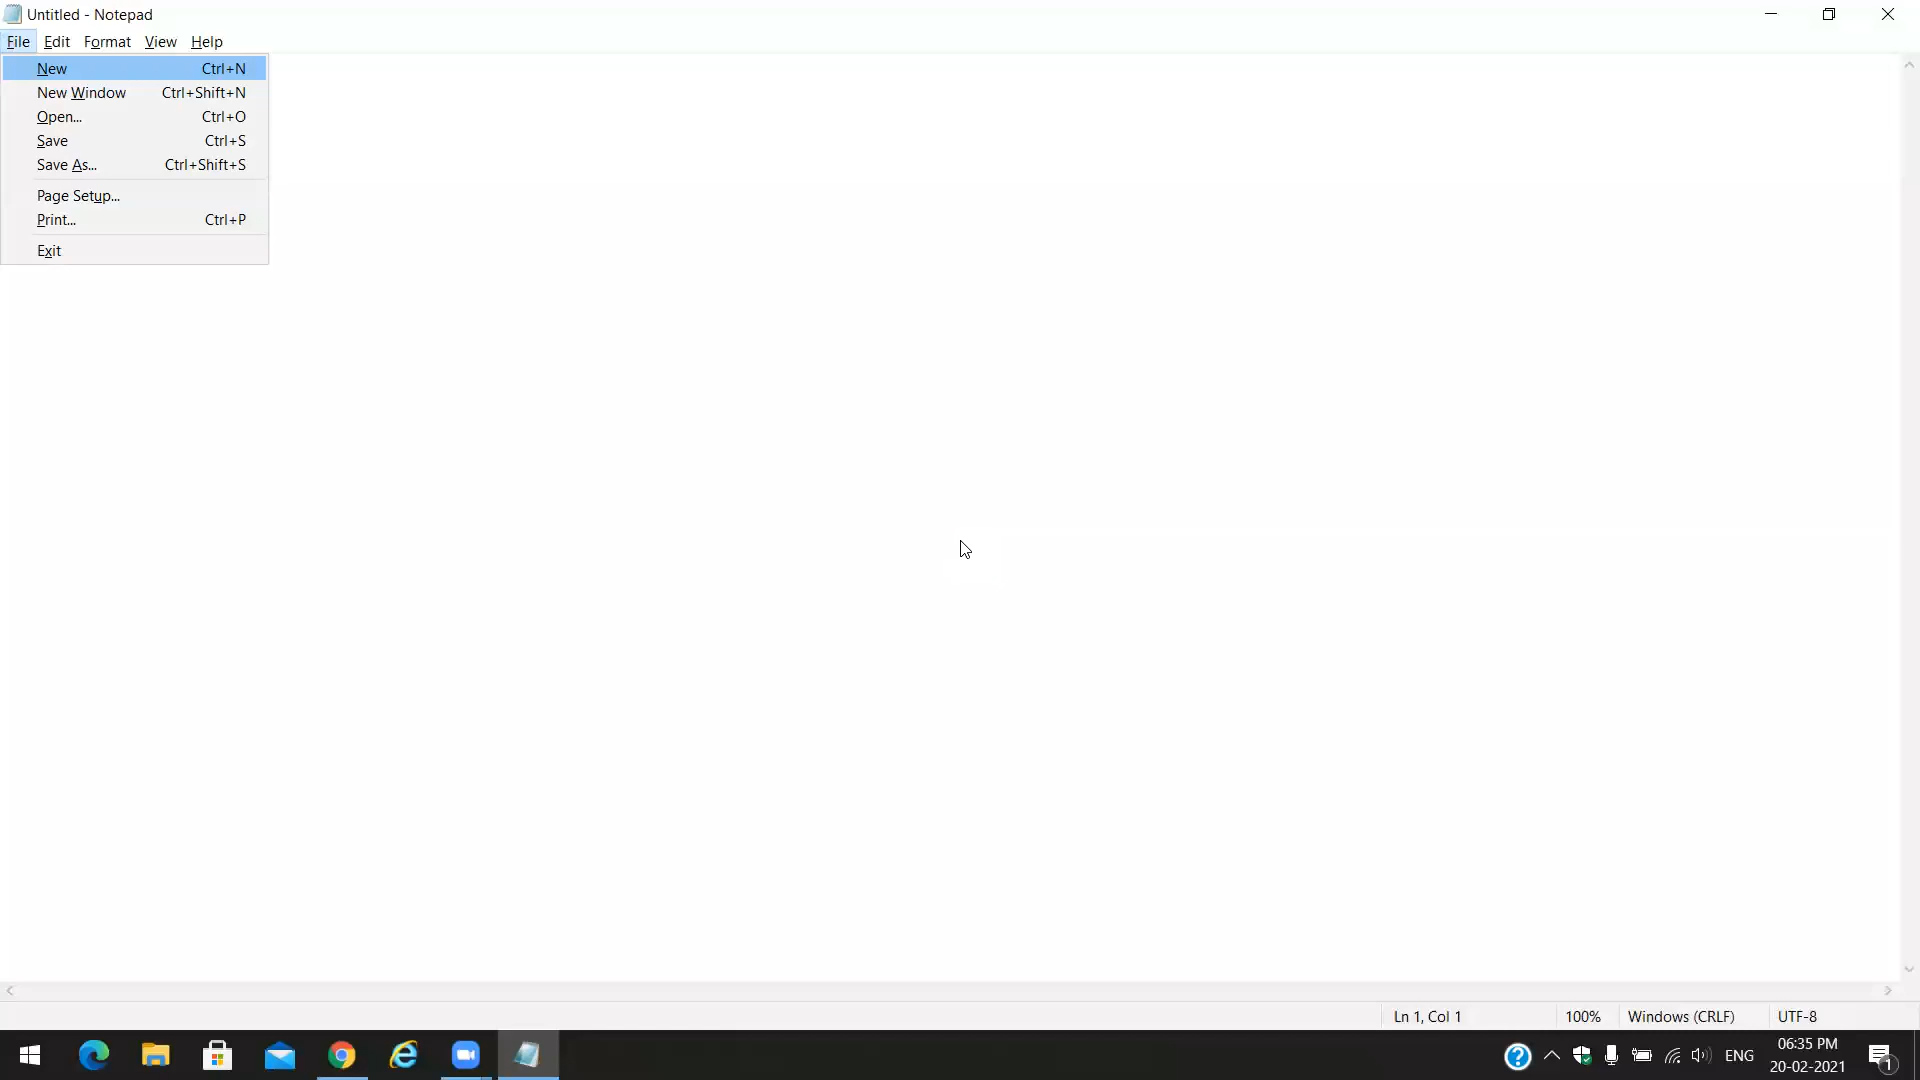 Untitled - Notepad
File Edit Format View Help
New Ctrl+N
New Window Ctrl+Shift+N
Open... Ctrl+O
Save Ctrl+S
Save As... Ctrl+Shift+S
Page Setup...
Print... Ctrl+P
Exit
Ln 1, Col 1 100% Windows (CRLF) UTF-8
ENG
06:35 PM
20-02-2021
1